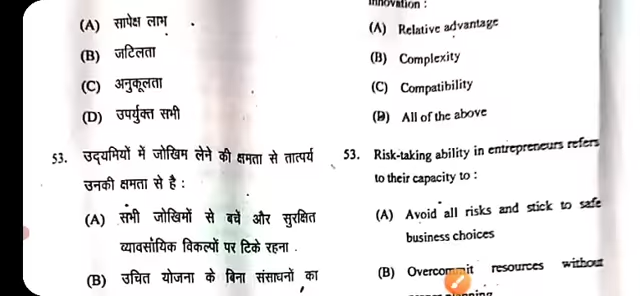 (A) सापेक्ष लाभ
(B) जटिलता
(C) अनुकूलता
(D) उपर्युक्त सभी
53. उद्यमियों में जोखिम लेने की क्षमता से तात्पर्य
उनकी क्षमता से है :
(A) सभी जोखिमों से बचें और सुरक्षित
व्यावसायिक विकल्पों पर टिके रहना .
(B) उचित योजना के बिना संसाधनों का
innovation :
(A) Relative advantage
(B) Complexity
(C) Compatibility
(D) All of the above
53. Risk-taking ability in entrepreneurs refers
to their capacity to :
(A) Avoid all risks and stick to safe
business choices
(B) Overcommit resources without
planning